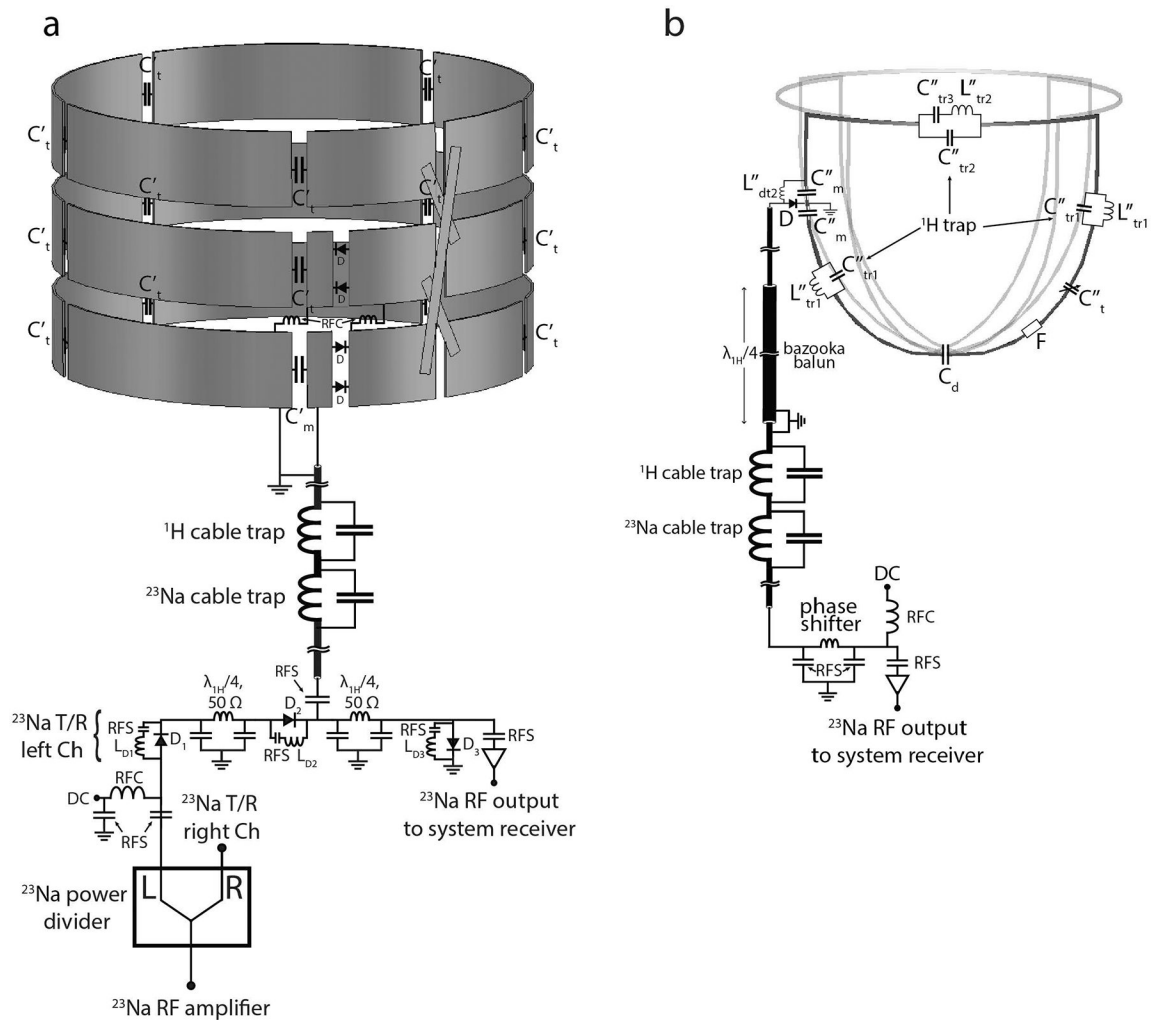 a
C′t
C′t
C′t
C′t
C′t
C′t
C′t
C′t
C′t
D
D
C′t
C′t
C′t
RFC
D
D
C′m
¹H cable trap
²³Na cable trap
RFS
λ1H/4,
50 Ω
D2
λ1H/4,
50 Ω
²³Na T/R
left Ch
RFS
LD1
D1
RFS
LD2
RFS
LD3
D3
RFS
RFC
DC
RFS
²³Na T/R
right Ch
²³Na RF output
to system receiver
²³Na power
divider
L
R
²³Na RF amplifier
b
C″tr3
L″tr2
C″tr2
L″dt2
C″m
D
C″m
¹H trap
C″tr1
L″tr1
C″tr1
L″tr1
C″t
F
Cd
λ1H/4
bazooka
balun
¹H cable trap
²³Na cable trap
DC
phase
shifter
RFC
RFS
RFS
²³Na RF output
to system receiver